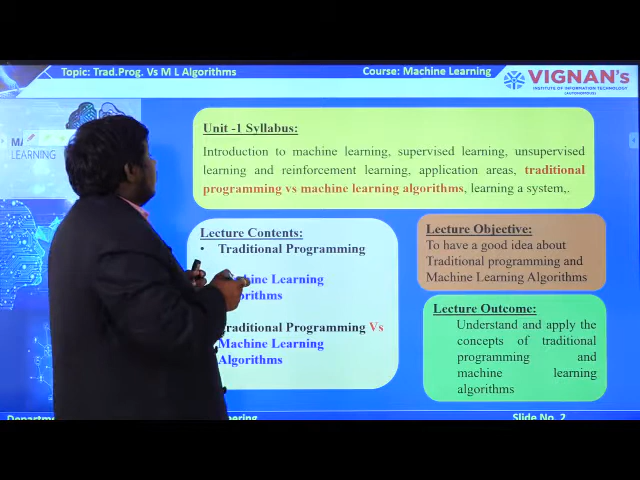 Topic: Trad.Prog. Vs M L Algorithms
Course: Machine Learning
VIGNAN's
INSTITUTE OF INFORMATION TECHNOLOGY
(AUTONOMOUS)
LEARNING
Unit -1 Syllabus:
Introduction to machine learning, supervised learning, unsupervised
learning and reinforcement learning, application areas, traditional
programming vs machine learning algorithms, learning a system,.
Lecture Contents:
• Traditional Programming
Learning
Traditional Programming Vs
Machine Learning
Algorithms
Lecture Objective:
To have a good idea about
Traditional programming and
Machine Learning Algorithms
Lecture Outcome:
Understand and apply the
concepts of traditional
programming and
machine learning
algorithms
Slide No. 2